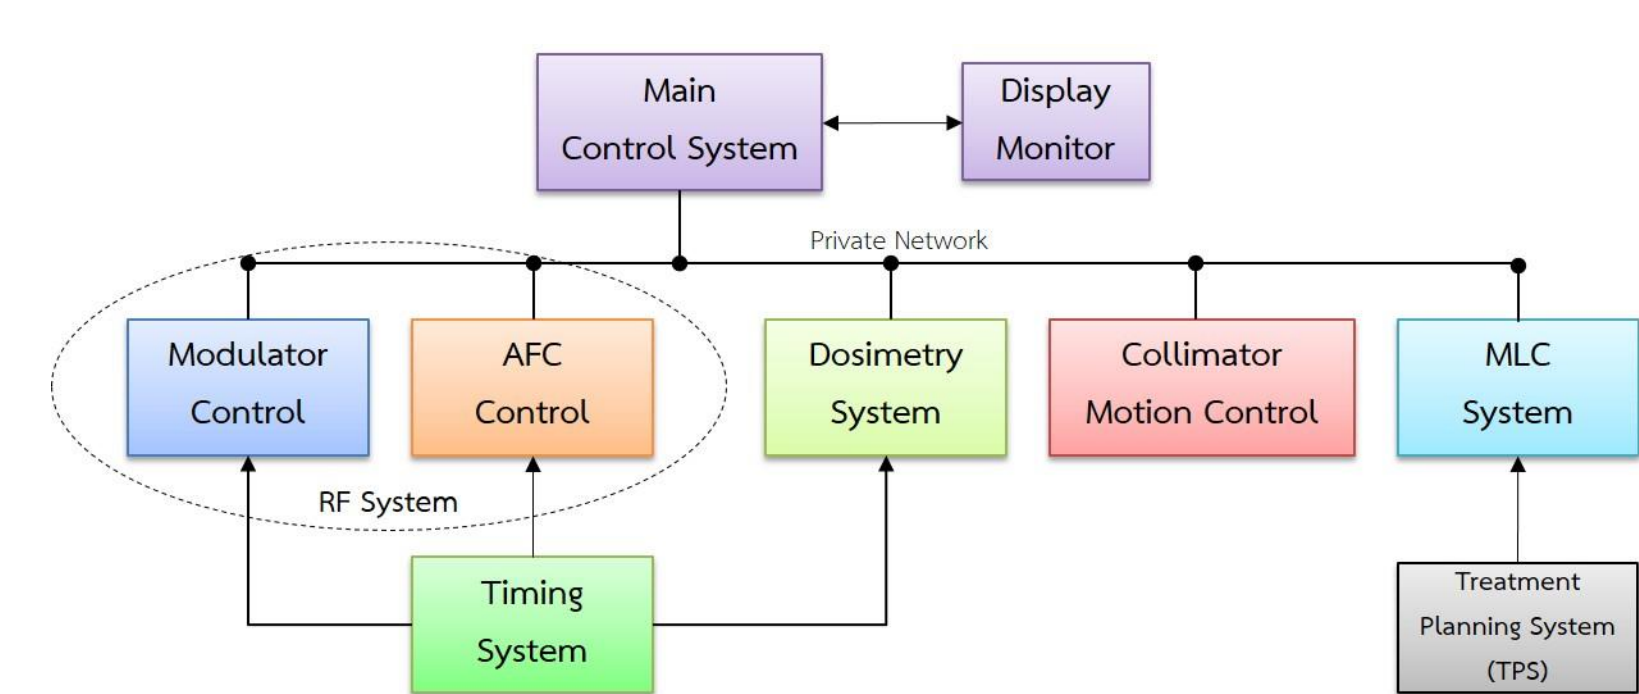 Main
Control System
Display
Monitor
Private Network
Modulator
Control
AFC
Control
Dosimetry
System
Collimator
Motion Control
MLC
System
RF System
Timing
System
Treatment
Planning System
(TPS)